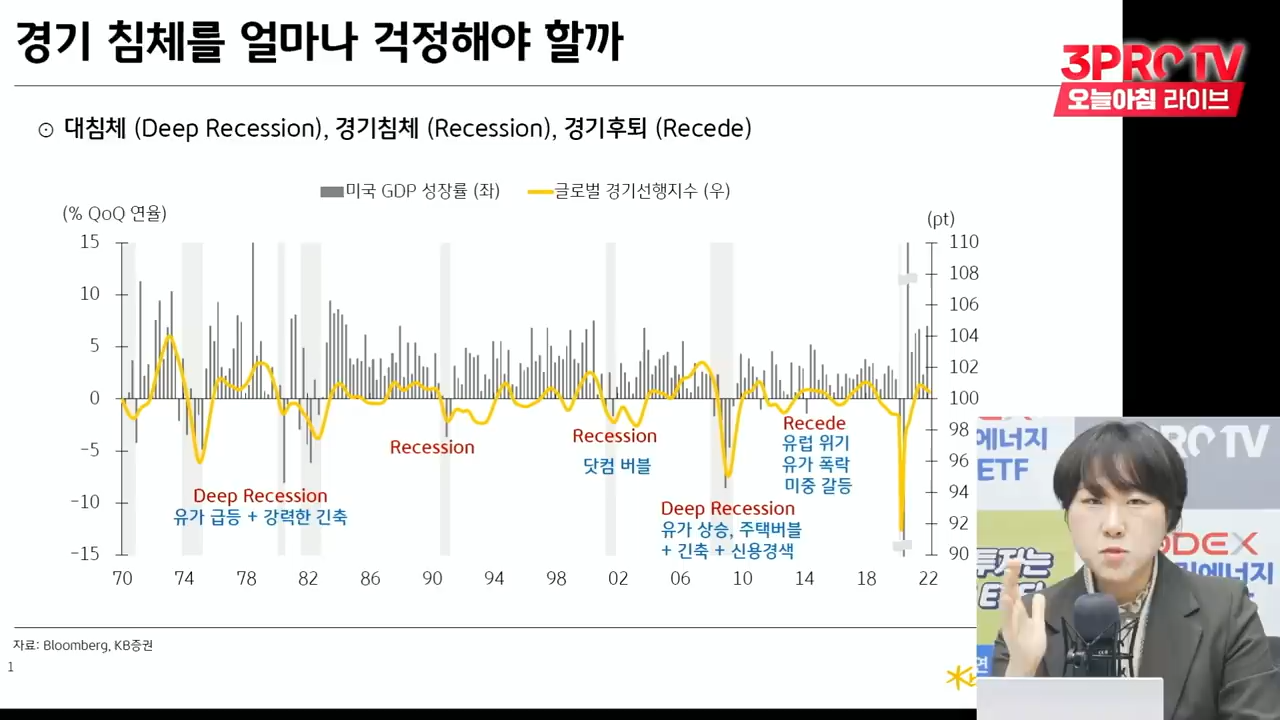 경기 침체를 얼마나 걱정해야 할까
3PROTV
오늘아침 라이브
⊙ 대침체 (Deep Recession), 경기침체 (Recession), 경기후퇴 (Recede)
미국 GDP 성장률 (좌) 글로벌 경기선행지수 (우)
(% QoQ 연율)
(pt)
15 110
108
10
106
5
104
102
0 100
98
-5
96
94
-10
92
-15 90
Recession
Recession
닷컴 버블
Recede
유럽 위기
유가 폭락
미중 갈등
Deep Recession
유가 급등 + 강력한 긴축
Deep Recession
유가 상승, 주택버블
+ 긴축 + 신용경색
70 74 78 82 86 90 94 98 02 06 10 14 18 22
자료: Bloomberg, KB증권
1
에너지
ETF
PROTV
투자는
ETF